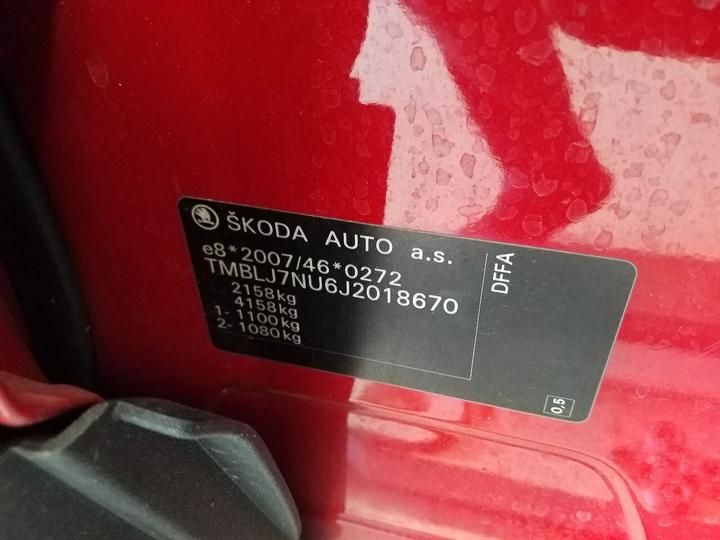 ŠKODA AUTO a.s.
e8*2007/46*0272
TMBLJ7NU6J2018670
2158kg
4158kg
1- 1100kg
2- 1080kg
DFFA
0.5